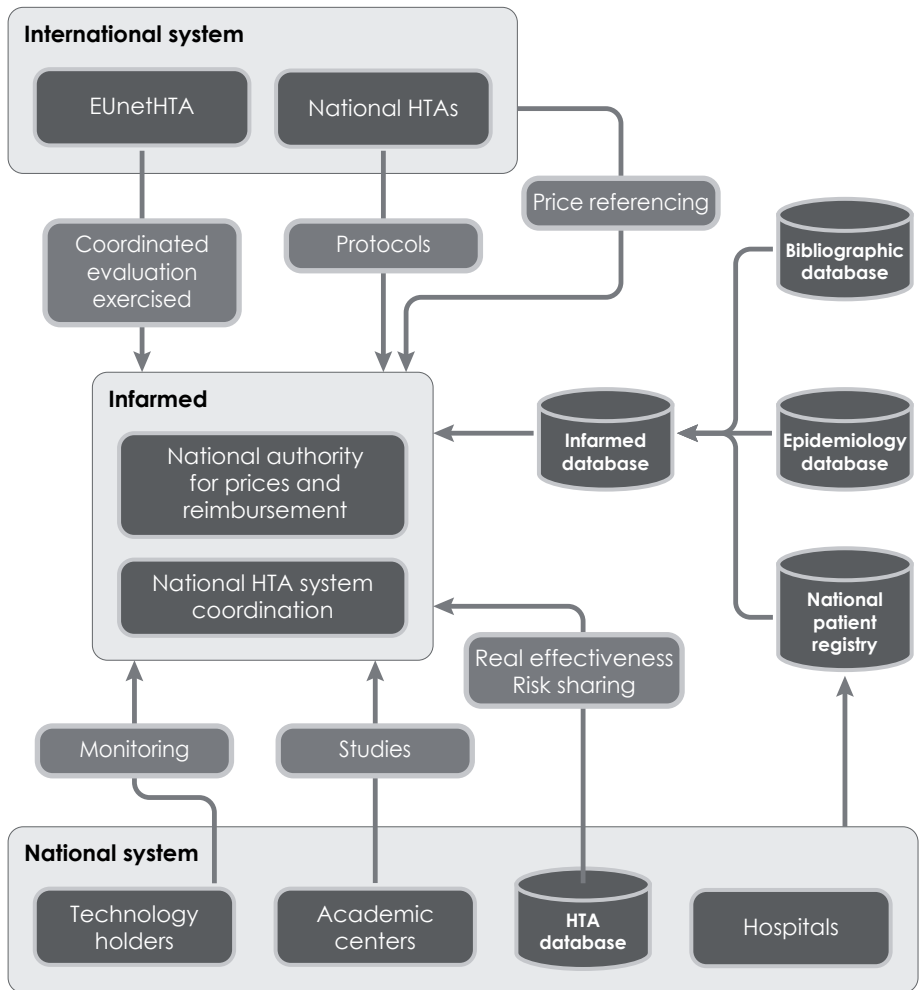 International system
EUnetHTA
National HTAs
Price referencing
Coordinated
evaluation
exercised
Protocols
Bibliographic
database
Infarmed
National authority
for prices and
reimbursement
National HTA system
coordination
Infarmed
database
Epidemiology
database
National
patient
registry
Real effectiveness
Risk sharing
Monitoring
Studies
National system
Technology
holders
Academic
centers
HTA
database
Hospitals